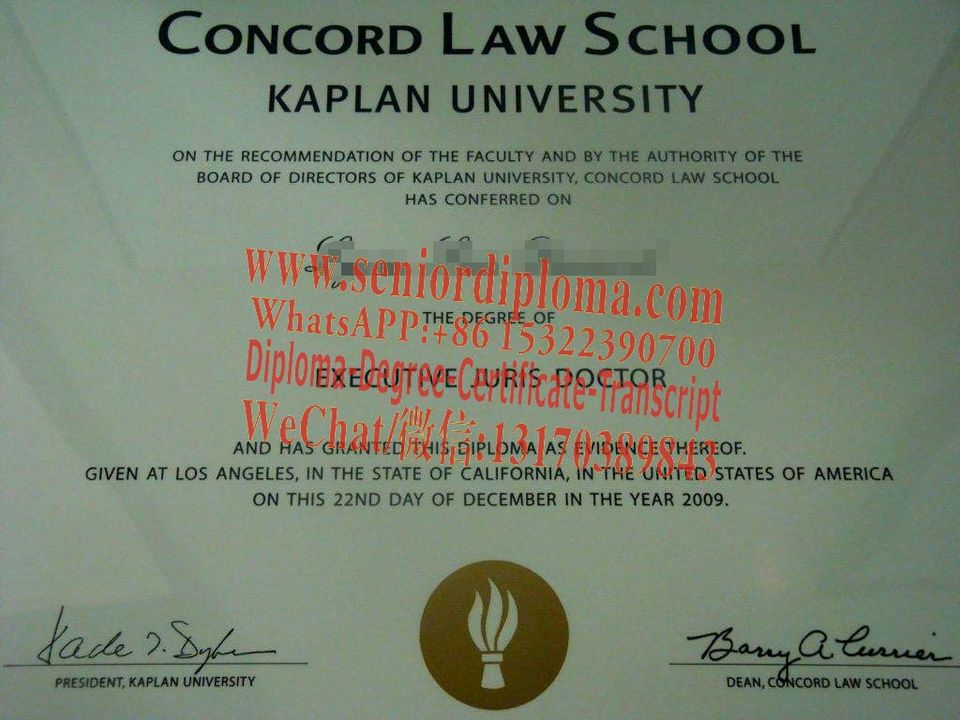 CONCORD LAW SCHOOL
KAPLAN UNIVERSITY
ON THE RECOMMENDATION OF THE FACULTY AND BY THE AUTHORITY OF THE
BOARD OF DIRECTORS OF KAPLAN UNIVERSITY, CONCORD LAW SCHOOL
HAS CONFERRED ON
www.seniordiploma.com
THE DEGREE OF
WhatsAPP:+86 15322390700
EXECUTIVE JURIS DOCTOR
Diploma-Degree-Certificate-Transcript
WeChat/微信:13170389843
AND HAS GRANTED THIS DIPLOMA AS EVIDENCE THEREOF.
GIVEN AT LOS ANGELES, IN THE STATE OF CALIFORNIA, IN THE UNITED STATES OF AMERICA
ON THIS 22ND DAY OF DECEMBER IN THE YEAR 2009.
Barry A Currier
PRESIDENT, KAPLAN UNIVERSITY
DEAN, CONCORD LAW SCHOOL